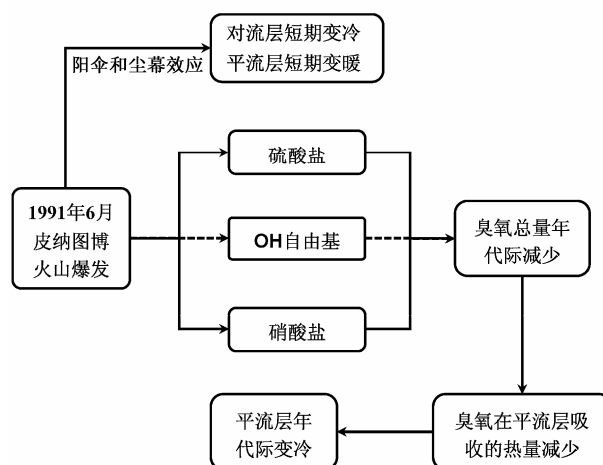 对流层短期变冷
平流层短期变暖
阳伞和尘幕效应
硫酸盐
1991年6月
皮纳图博
火山爆发
OH自由基
臭氧总量年
代际减少
硝酸盐
平流层年
代际变冷
臭氧在平流层吸
收的热量减少